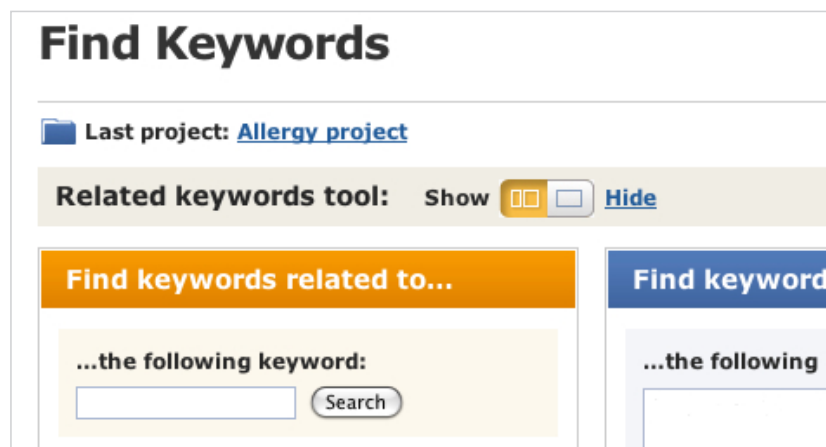 Find Keywords
Last project: Allergy project
Related keywords tool: Show Hide
Find keywords related to...
...the following keyword:
Search
Find keyword
...the following